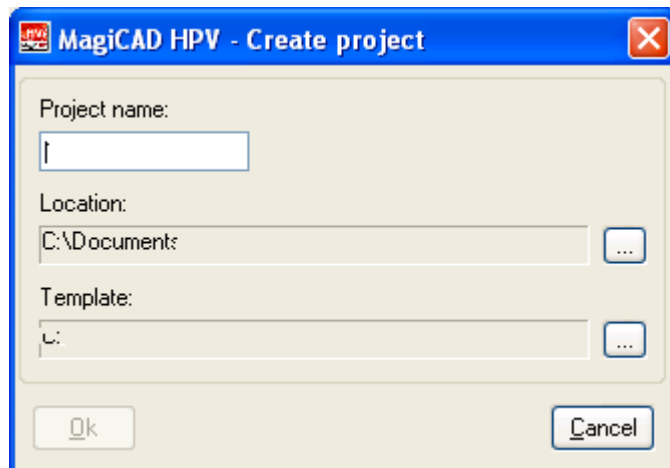 MagiCAD HPV - Create project
Project name:
Location:
C:\Documents
...
Template:
...
Ok
Cancel